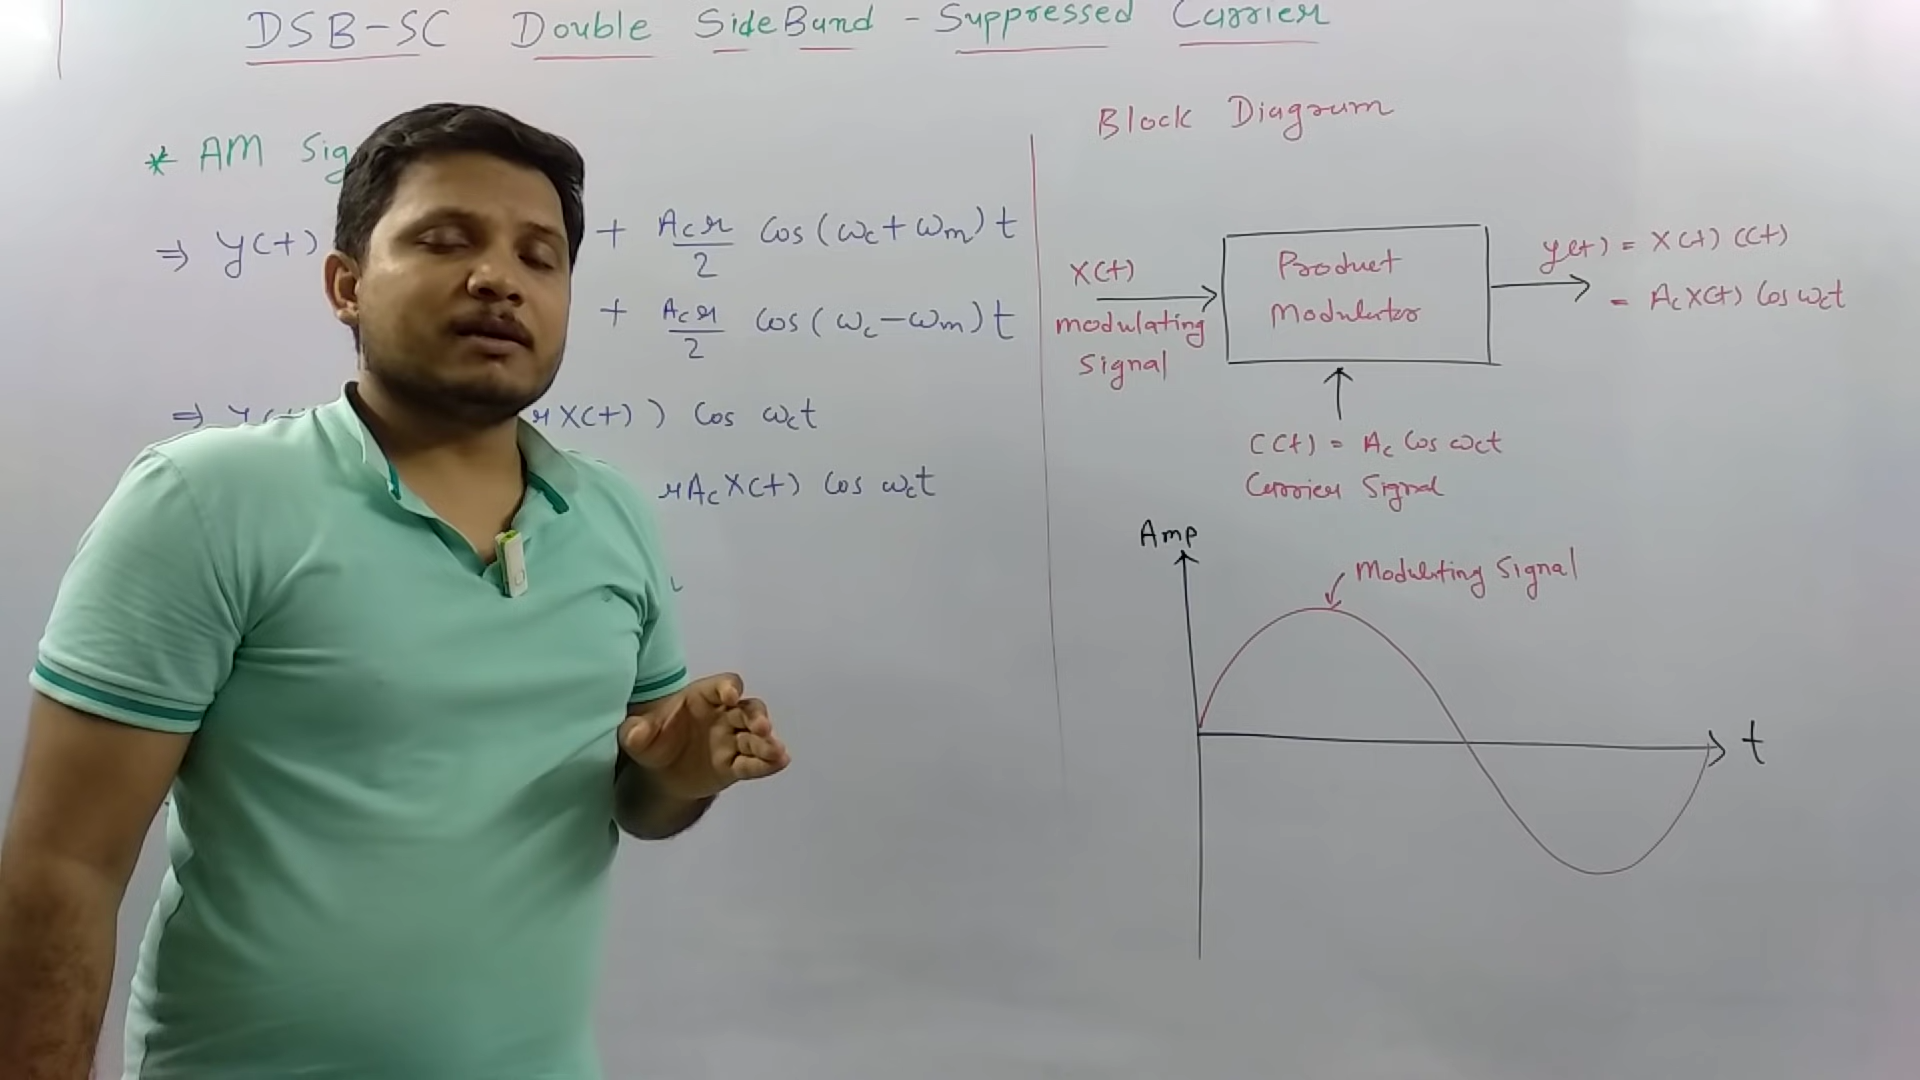 DSB-SC Double SideBand - Suppressed Carrier
* AM Sig
⇒ y(t) + Acr/2 Cos(ωc+ωm)t
+ Acr/2 Cos(ωc-ωm)t
⇒ rx(t)) Cos ωct
rAcx(t) Cos ωct
Block Diagram
x(t)
modulating
Signal
Product
Modulator
y(t) = x(t) c(t)
= Acx(t) Cos ωct
c(t) = Ac Cos ωct
Carrier Signal
Amp
Modulating Signal
t